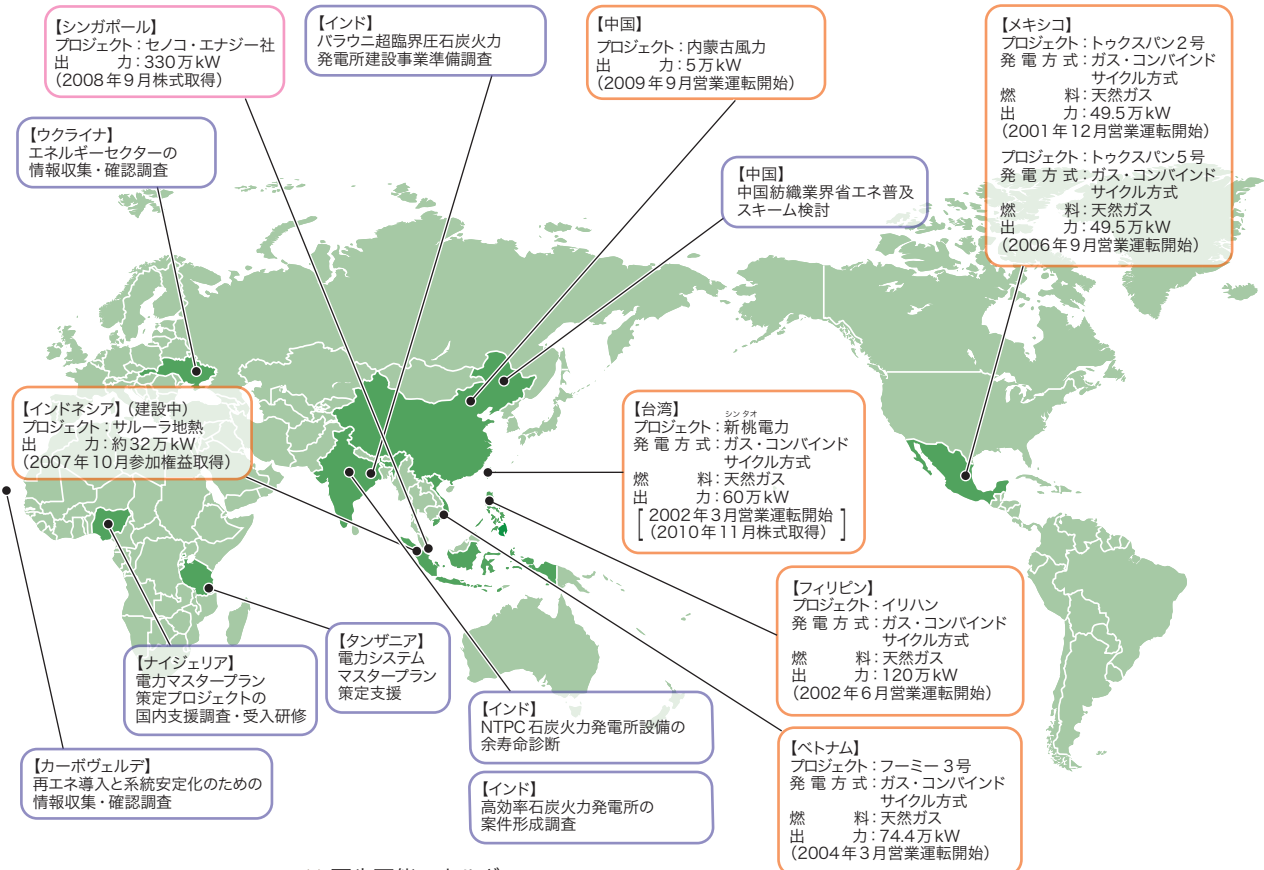 【シンガポール】
プロジェクト：セノコ・エナジー社
出　　　力：330万kW
（2008年9月株式取得）
【インド】
バラウニ超臨界圧石炭火力
発電所建設事業準備調査
【中国】
プロジェクト：内蒙古風力
出　　　力：5万kW
（2009年9月営業運転開始）
【メキシコ】
プロジェクト：トゥクスパン2号
発電方式：ガス・コンバインド
サイクル方式
燃　　　料：天然ガス
出　　　力：49.5万kW
（2001年12月営業運転開始）
プロジェクト：トゥクスパン5号
発電方式：ガス・コンバインド
サイクル方式
燃　　　料：天然ガス
出　　　力：49.5万kW
（2006年9月営業運転開始）
【ウクライナ】
エネルギーセクターの
情報収集・確認調査
【中国】
中国紡織業界省エネ普及
スキーム検討
【インドネシア】（建設中）
プロジェクト：サルーラ地熱
出　　　力：約32万kW
（2007年10月参加権益取得）
【台湾】
シンタオ
プロジェクト：新桃電力
発電方式：ガス・コンバインド
サイクル方式
燃　　　料：天然ガス
出　　　力：60万kW
[2002年3月営業運転開始
（2010年11月株式取得）]
【フィリピン】
プロジェクト：イリハン
発電方式：ガス・コンバインド
サイクル方式
燃　　　料：天然ガス
出　　　力：120万kW
（2002年6月営業運転開始）
【タンザニア】
電力システム
マスタープラン
策定支援
【ナイジェリア】
電力マスタープラン
策定プロジェクトの
国内支援調査・受入研修
【インド】
NTPC石炭火力発電所設備の
余寿命診断
【カーボヴェルデ】
再エネ導入と系統安定化のための
情報収集・確認調査
【インド】
高効率石炭火力発電所の
案件形成調査
【ベトナム】
プロジェクト：フーミー3号
発電方式：ガス・コンバインド
サイクル方式
燃　　　料：天然ガス
出　　　力：74.4万kW
（2004年3月営業運転開始）